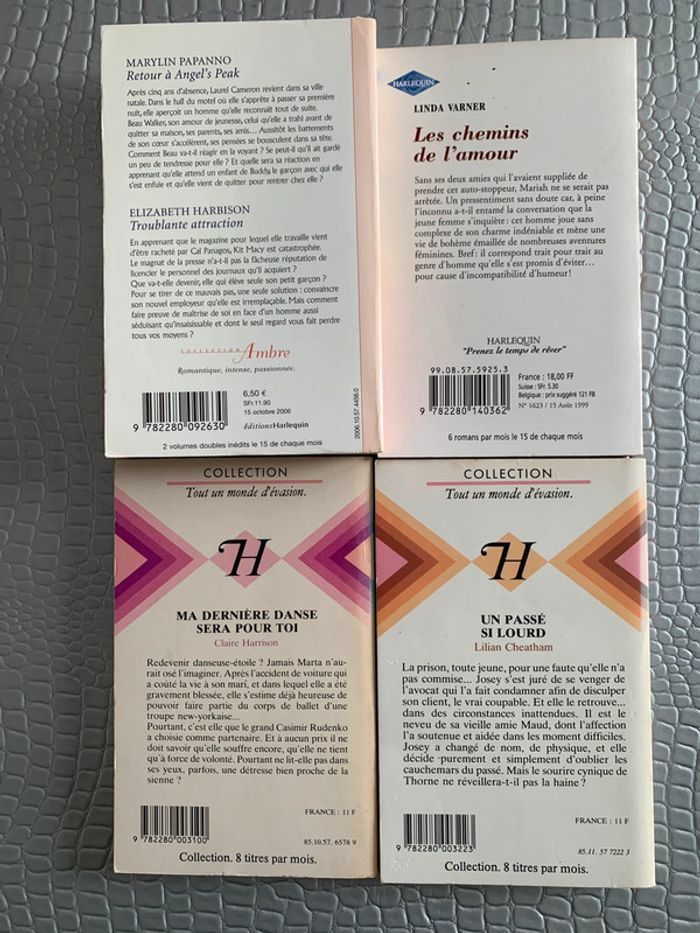 MARYLIN PAPANNO
Retour à Angel's Peak
Après cinq ans d'absence, Laurel Cameron revient dans sa ville
natale. Dans le hall du motel où elle s'apprête à passer sa première
nuit, elle aperçoit un homme qu'elle reconnaît tout de suite.
Beau Walker, son amour de jeunesse, celui qu'elle a trahi avant de
quitter sa maison, ses parents, ses amis... Aussitôt les battements
de son cœur s'accélèrent, ses pensées se bousculent dans sa tête.
Comment Beau va-t-il réagir en la voyant ? Se peut-il qu'il ait gardé
un peu de tendresse pour elle ? Et quelle sera sa réaction en
apprenant qu'elle attend un enfant de Buddy, le garçon avec qui elle
s'est enfuie et qu'elle vient de quitter pour rentrer chez elle ?
ELIZABETH HARBISON
Troublante attraction
En apprenant que le magazine pour lequel elle travaille vient
d'être racheté par Cal Panagos, Kit Macy est catastrophée.
Le magnat de la presse n'a-t-il pas la fâcheuse réputation de
licencier le personnel des journaux qu'il acquiert ?
Que va-t-elle devenir, elle qui élève seule son petit garçon ?
Pour se tirer de ce mauvais pas, une seule solution : convaincre
son nouvel employeur qu'elle est irremplaçable. Mais comment
faire preuve de maîtrise de soi en face d'un homme aussi
séduisant qu'insaisissable et dont le seul regard vous fait perdre
tous vos moyens ?
COLLECTION Ambre
Romantique, intense, passionnée.
9 782280 092630
6,50 €
SFr:11.90
15 octobre 2006
éditionsHarlequin
2006.10.57.4456.0
2 volumes doubles inédits le 15 de chaque mois
HARLEQUIN
LINDA VARNER
Les chemins
de l'amour
Sans ses deux amies qui l'avaient suppliée de
prendre cet auto-stoppeur, Mariah ne se serait pas
arrêtée. Un pressentiment sans doute car, à peine
l'inconnu a-t-il entamé la conversation que la
jeune femme s'inquiète : cet homme joue sans
complexe de son charme indéniable et mène une
vie de bohème émaillée de nombreuses aventures
féminines. Bref : il correspond trait pour trait au
genre d'homme qu'elle s'est promis d'éviter...
pour cause d'incompatibilité d'humeur !
HARLEQUIN
"Prenez le temps de rêver"
99.08.57.5925.3
9 782280 140362
France : 18,00 FF
Suisse : SFr. 5.30
Belgique : prix suggéré 121 FB
N° 1623 / 15 Août 1999
6 romans par mois le 15 de chaque mois
COLLECTION
Tout un monde d'évasion.
H
MA DERNIÈRE DANSE
SERA POUR TOI
Claire Harrison
Redevenir danseuse-étoile ? Jamais Marta n'au-
rait osé l'imaginer. Après l'accident de voiture qui
a coûté la vie à son mari, et dans lequel elle a été
gravement blessée, elle s'estime déjà heureuse de
pouvoir faire partie du corps de ballet d'une
troupe new-yorkaise...
Pourtant, c'est elle que le grand Casimir Rudenko
a choisie comme partenaire. Et à aucun prix il ne
doit savoir qu'elle souffre encore, qu'elle ne tient
qu'à force de volonté. Pourtant ne lit-elle pas dans
ses yeux, parfois, une détresse bien proche de la
sienne ?
9 782280 003100
FRANCE : 11 F
85.10.57. 6578 9
Collection. 8 titres par mois.
COLLECTION
Tout un monde d'évasion.
H
UN PASSÉ
SI LOURD
Lilian Cheatham
La prison, toute jeune, pour une faute qu'elle n'a
pas commise... Josey s'est juré de se venger de
l'avocat qui l'a fait condamner afin de disculper
son client, le vrai coupable. Et elle le retrouve...
dans des circonstances inattendues. Il est le
neveu de sa vieille amie Maud, dont l'affection
l'a soutenue et aidée dans les moment difficiles.
Josey a changé de nom, de physique, et elle
décide purement et simplement d'oublier les
cauchemars du passé. Mais le sourire cynique de
Thorne ne réveillera-t-il pas la haine ?
9 782280 003223
FRANCE : 11 F
85.11. 57 7222 3
Collection. 8 titres par mois.